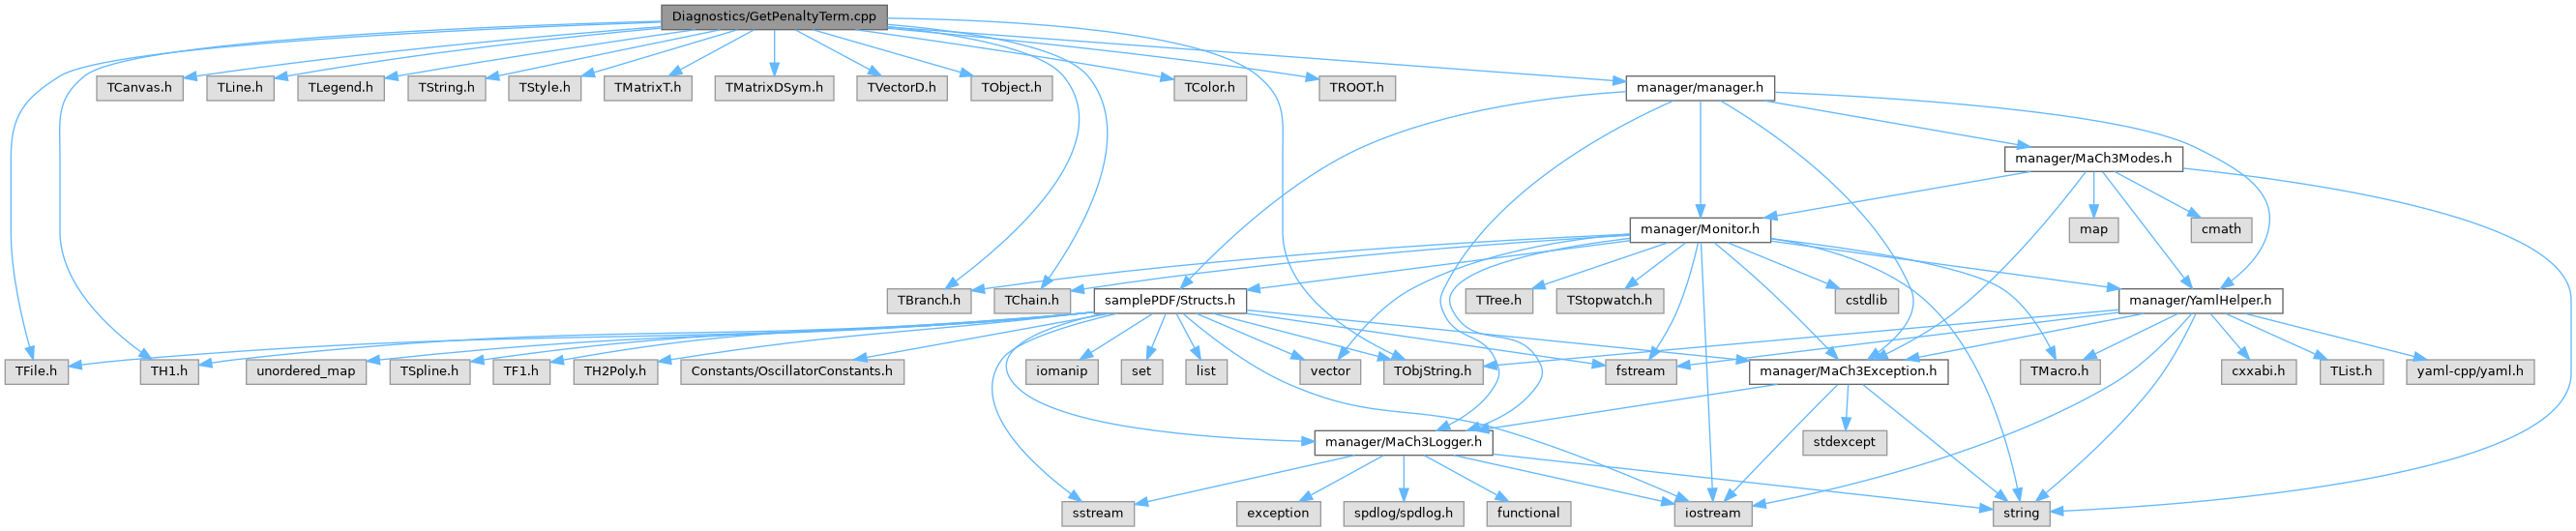 Diagnostics/GetPenaltyTerm.cpp
TCanvas.h
TLine.h
TLegend.h
TString.h
TStyle.h
TMatrixT.h
TMatrixDSym.h
TVectorD.h
TObject.h
TColor.h
TROOT.h
manager/manager.h
manager/MaCh3Modes.h
manager/Monitor.h
map
cmath
TBranch.h
TChain.h
samplePDF/Structs.h
TTree.h
TStopwatch.h
cstdlib
manager/YamlHelper.h
TFile.h
TH1.h
unordered_map
TSpline.h
TF1.h
TH2Poly.h
Constants/OscillatorConstants.h
iomanip
set
list
vector
TObjString.h
fstream
manager/MaCh3Exception.h
TMacro.h
cxxabi.h
TList.h
yaml-cpp/yaml.h
manager/MaCh3Logger.h
stdexcept
sstream
exception
spdlog/spdlog.h
functional
iostream
string